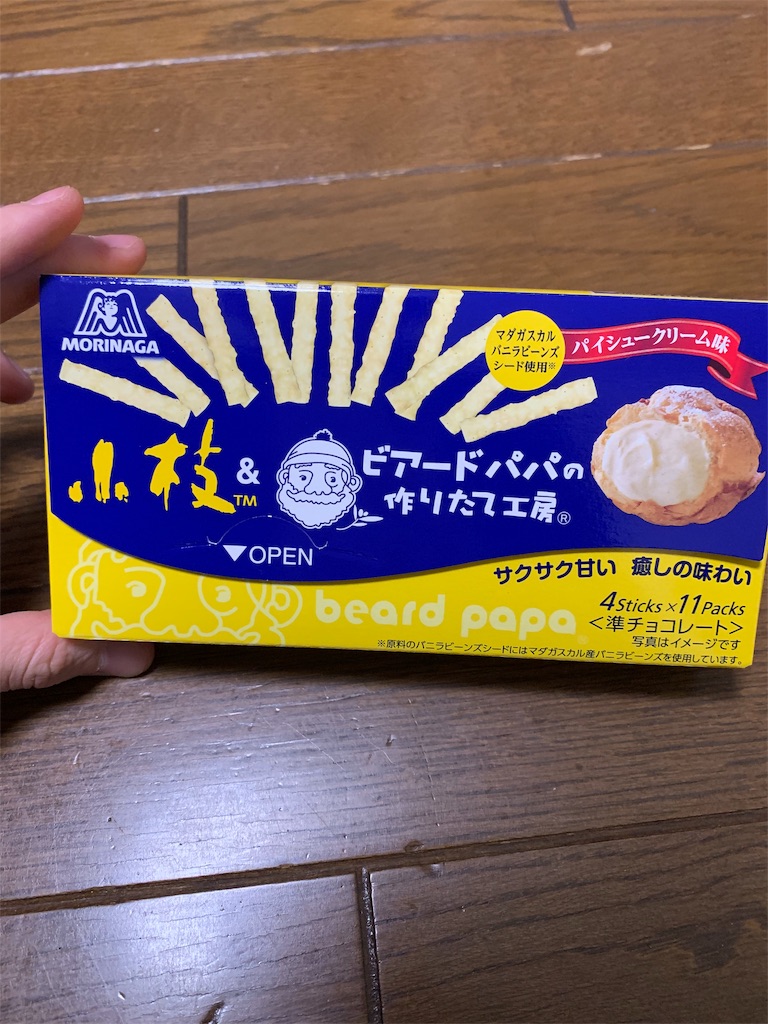 MORINAGA
マダガスカル
バニラビーンズ
シード使用※
パイシュークリーム味
小枝™
&
ビアードパパの
作りたて工房®
▼OPEN
サクサク甘い 癒しの味わい
beard papa
4Sticks×11Packs
<準チョコレート>
写真はイメージです
※原料のバニラビーンズシードにはマダガスカル産バニラビーンズを使用しています。